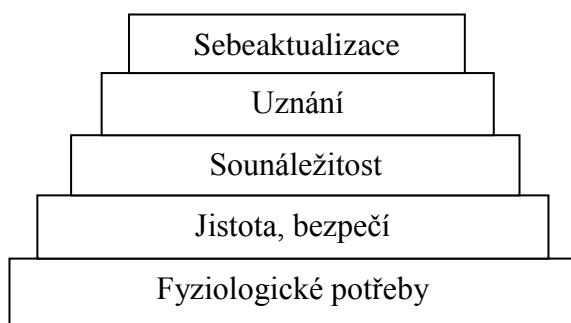 Sebeaktualizace
Uznání
Sounáležitost
Jistota, bezpečí
Fyziologické potřeby